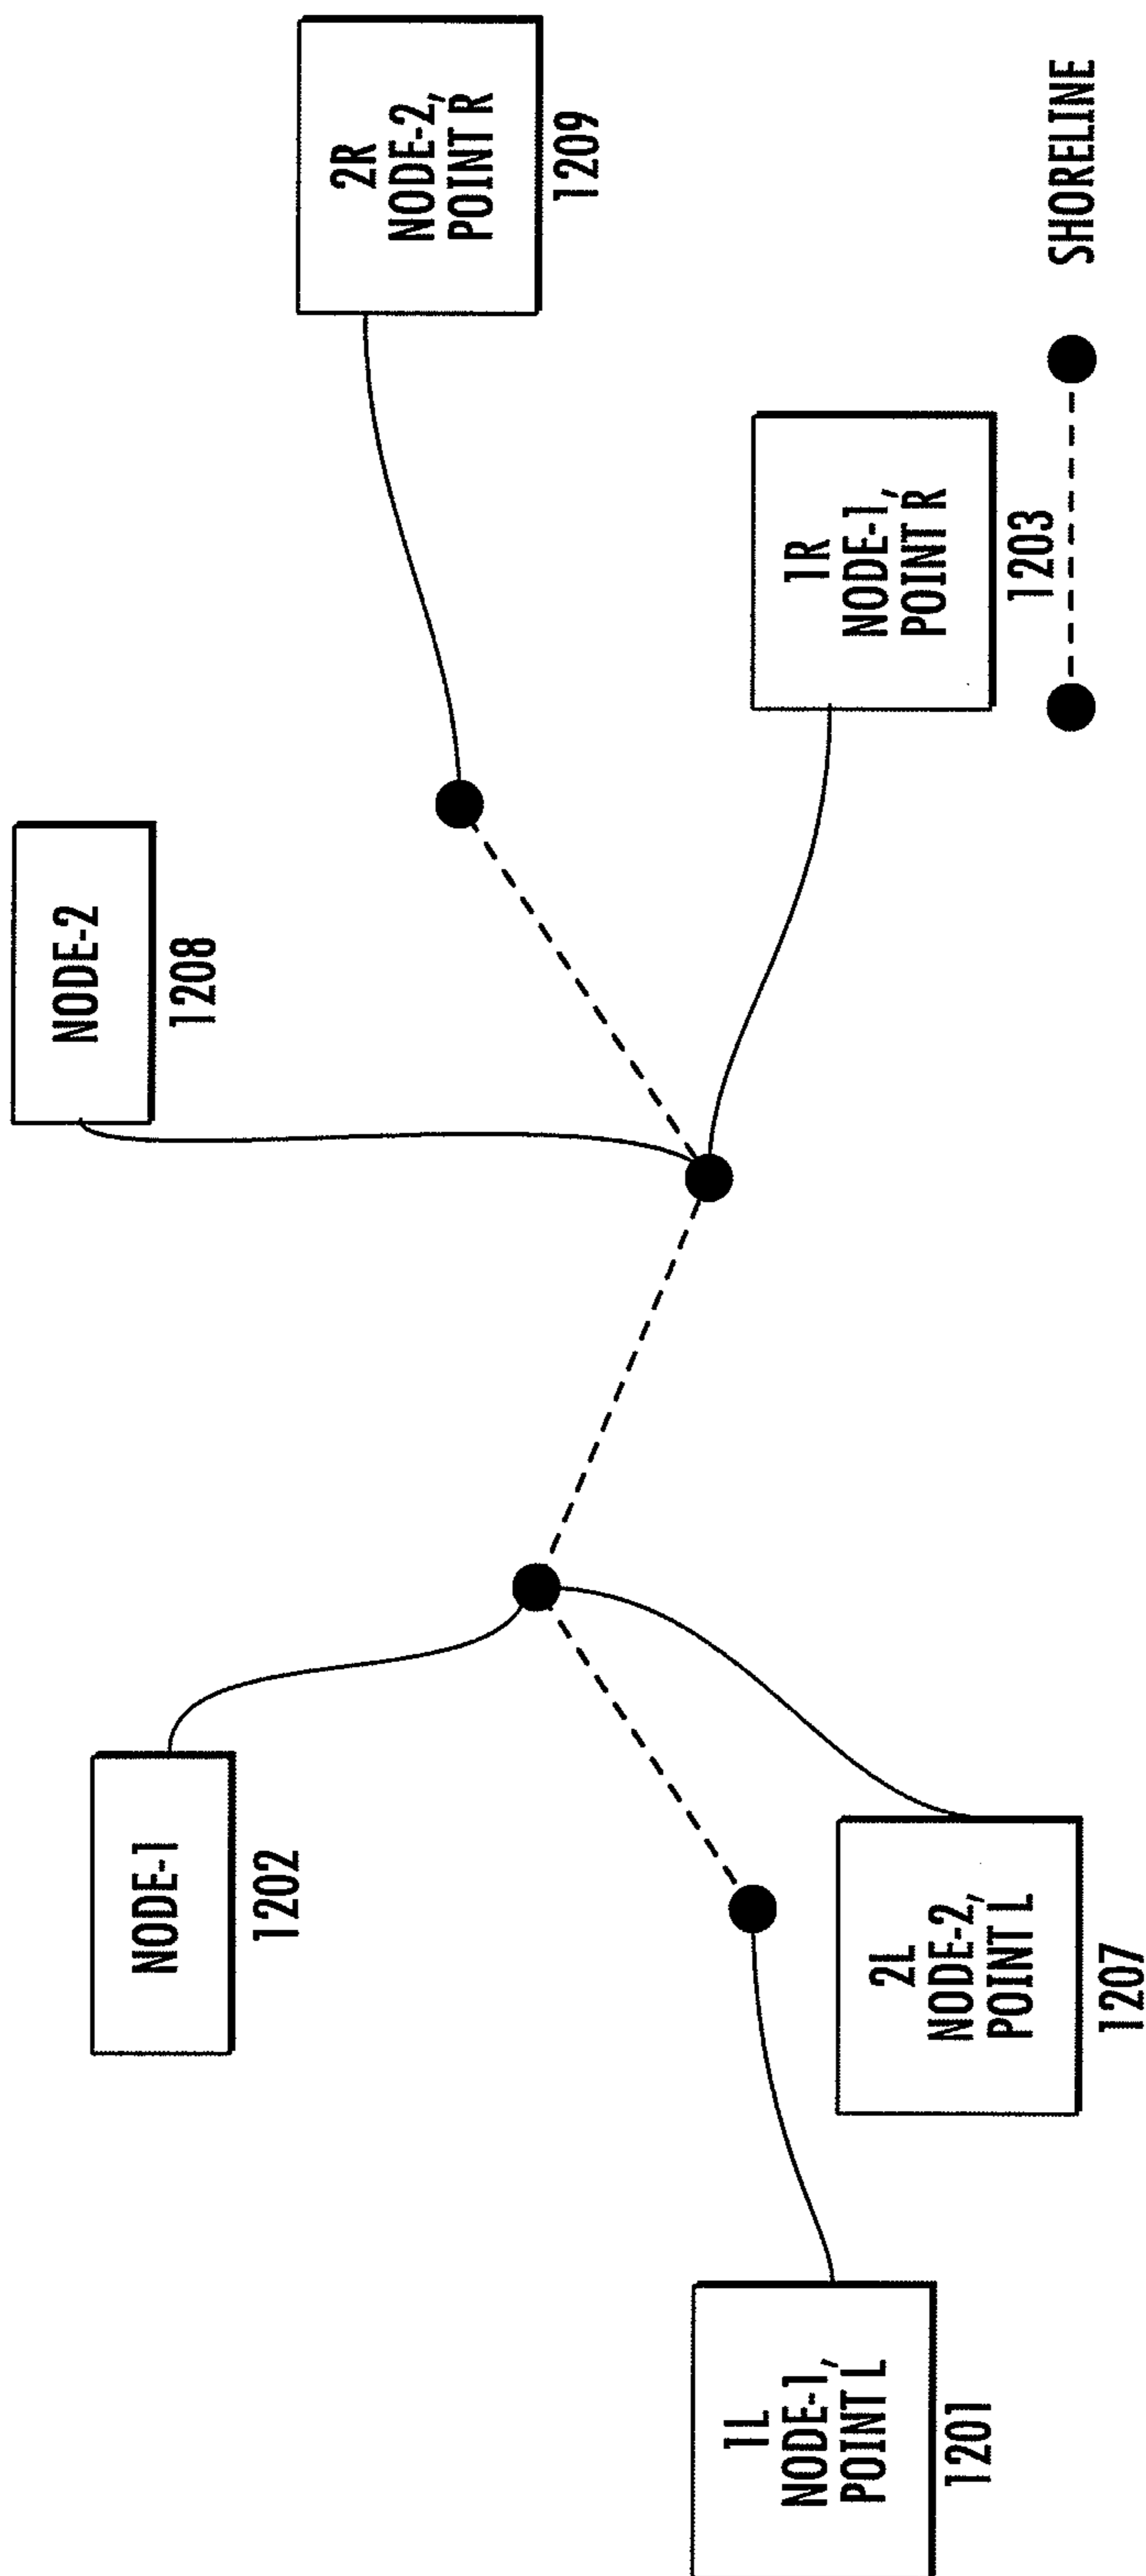 NODE-1
1202
NODE-2
1208
2R
NODE-2,
POINT R
1209
1L
NODE-1,
POINT L
1201
2L
NODE-2,
POINT L
1207
1R
NODE-1,
POINT R
1203
SHORELINE